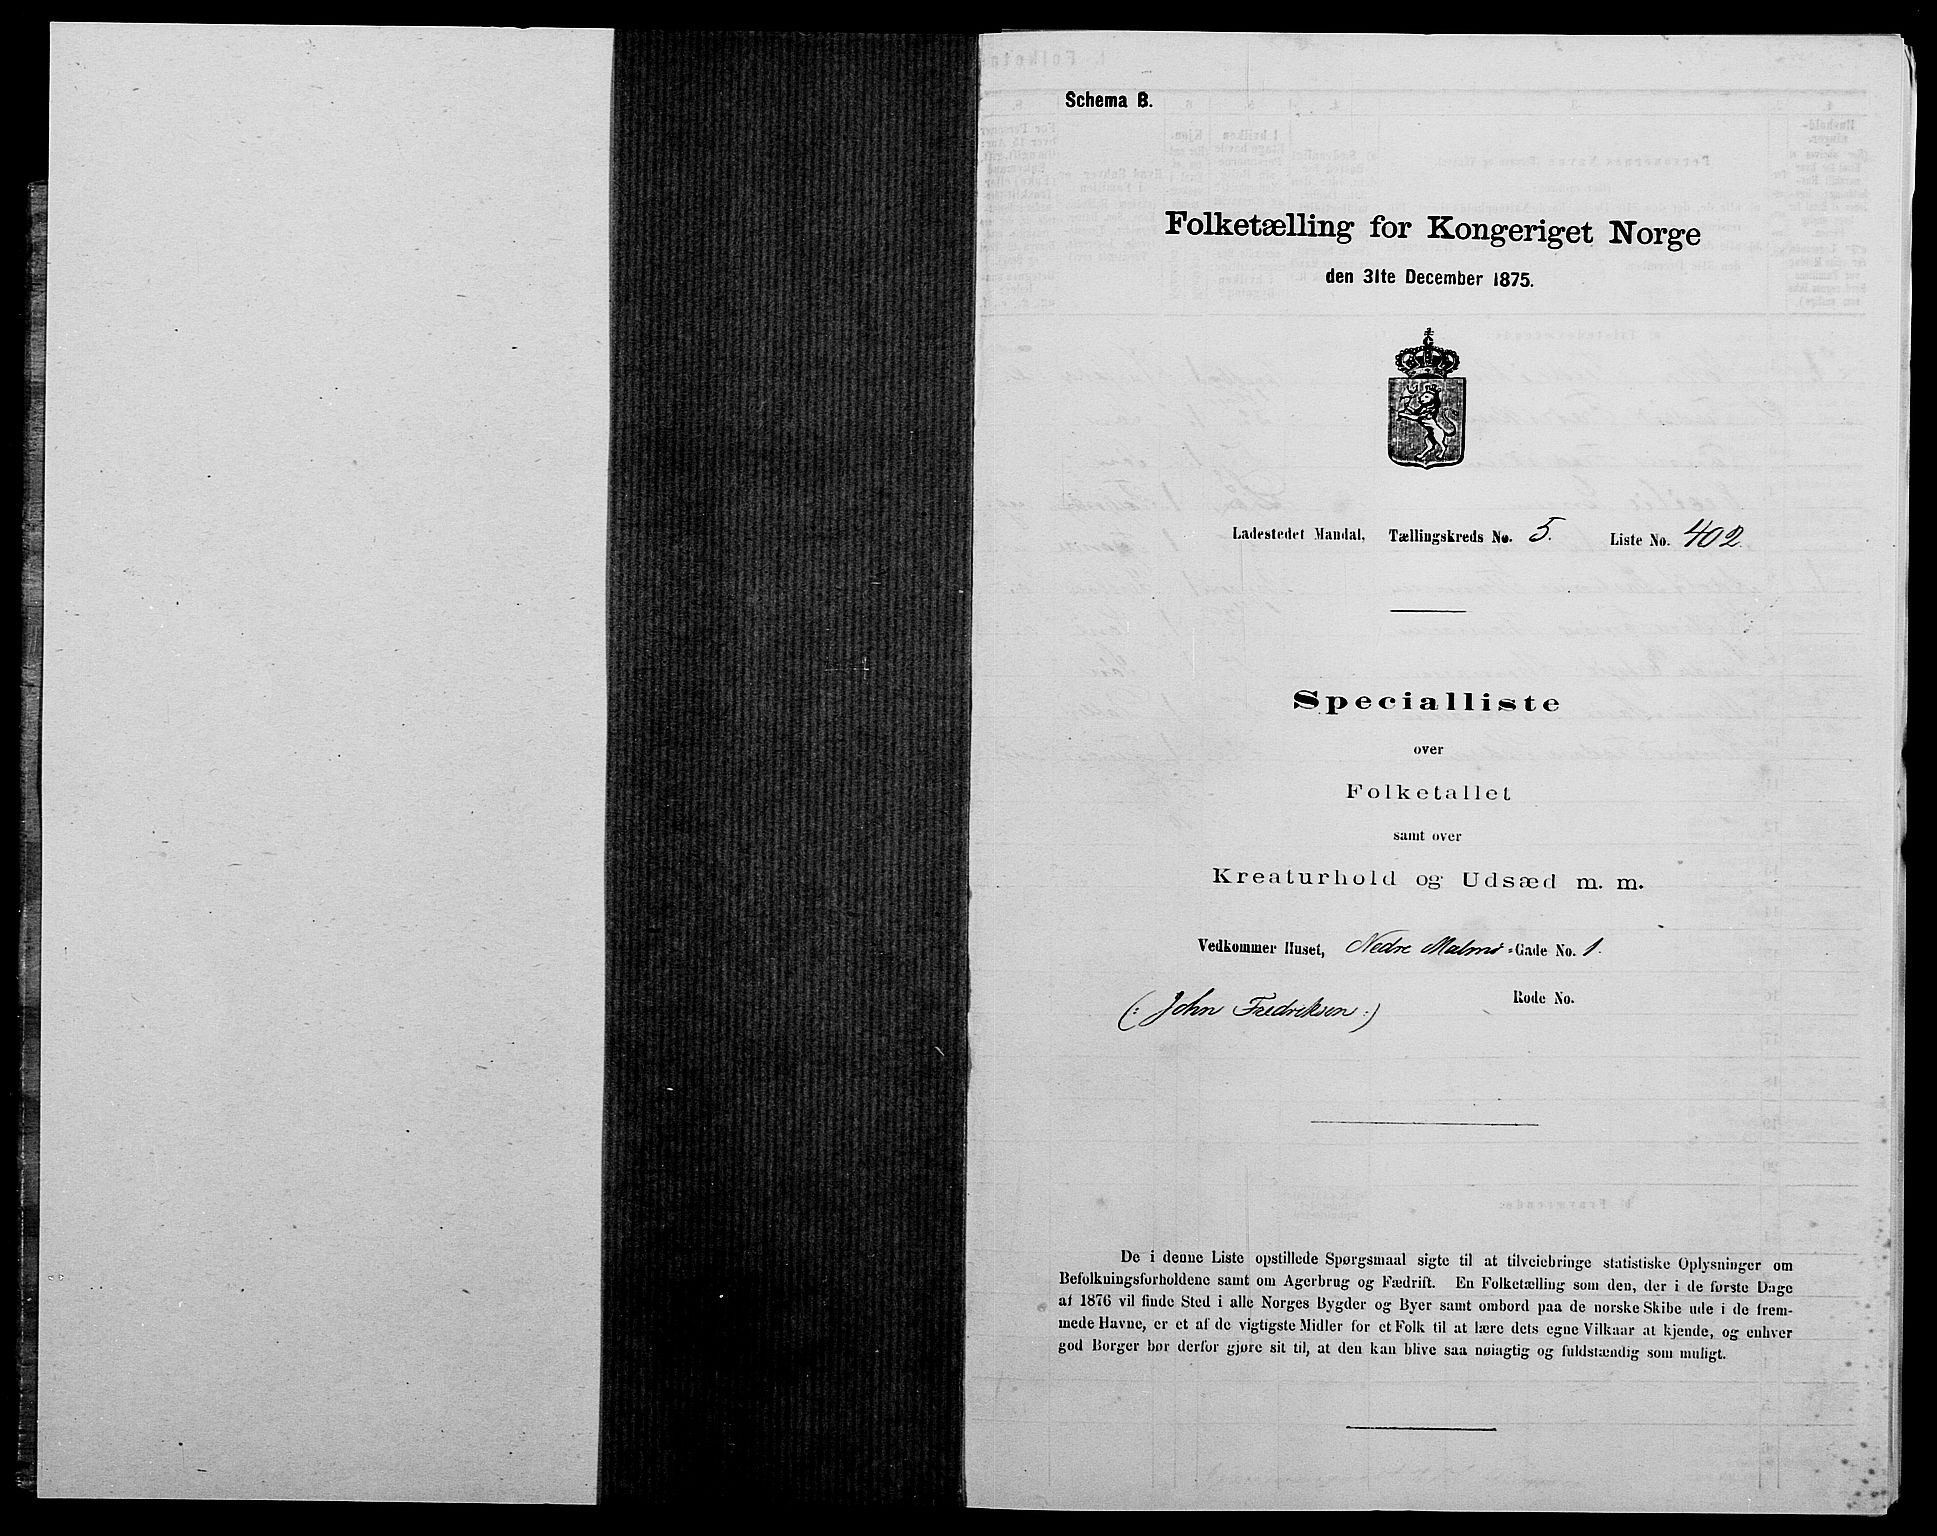 Schema B.
Folketælling for Kongeriget Norge
den 31te December 1875.
Ladestedet Mandal, Tællingskreds No. 5. Liste No. 402.
Specialliste
over
Folketallet
samt over
Kreaturhold og Udsæd m. m.
Vedkommer Huset, Nedre Malmø-Gade No. 1.
(: John Fredriksen :) Rode No.
De i denne Liste opstillede Spørgsmaal sigte til at tilveiebringe statistiske Oplysninger om
Befolkningsforholdene samt om Agerbrug og Fædrift. En Folketælling som den, der i de første Dage
af 1876 vil finde Sted i alle Norges Bygder og Byer samt ombord paa de norske Skibe ude i de frem-
mede Havne, er et af de vigtigste Midler for et Folk til at lære dets egne Vilkaar at kjende, og enhver
god Borger bør derfor gjøre sit til, at den kan blive saa nøiagtig og fuldstændig som muligt.